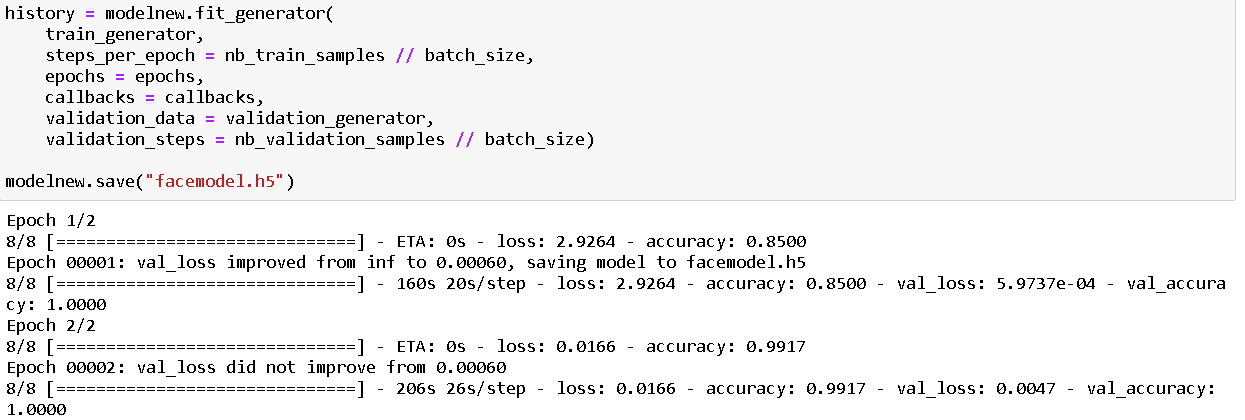 history = modelnew.fit_generator(
    train_generator,
    steps_per_epoch = nb_train_samples // batch_size,
    epochs = epochs,
    callbacks = callbacks,
    validation_data = validation_generator,
    validation_steps = nb_validation_samples // batch_size)

modelnew.save("facemodel.h5")
Epoch 1/2
8/8 [==============================] - ETA: 0s - loss: 2.9264 - accuracy: 0.8500
Epoch 00001: val_loss improved from inf to 0.00060, saving model to facemodel.h5
8/8 [==============================] - 160s 20s/step - loss: 2.9264 - accuracy: 0.8500 - val_loss: 5.9737e-04 - val_accura
cy: 1.0000
Epoch 2/2
8/8 [==============================] - ETA: 0s - loss: 0.0166 - accuracy: 0.9917
Epoch 00002: val_loss did not improve from 0.00060
8/8 [==============================] - 206s 26s/step - loss: 0.0166 - accuracy: 0.9917 - val_loss: 0.0047 - val_accuracy:
1.0000